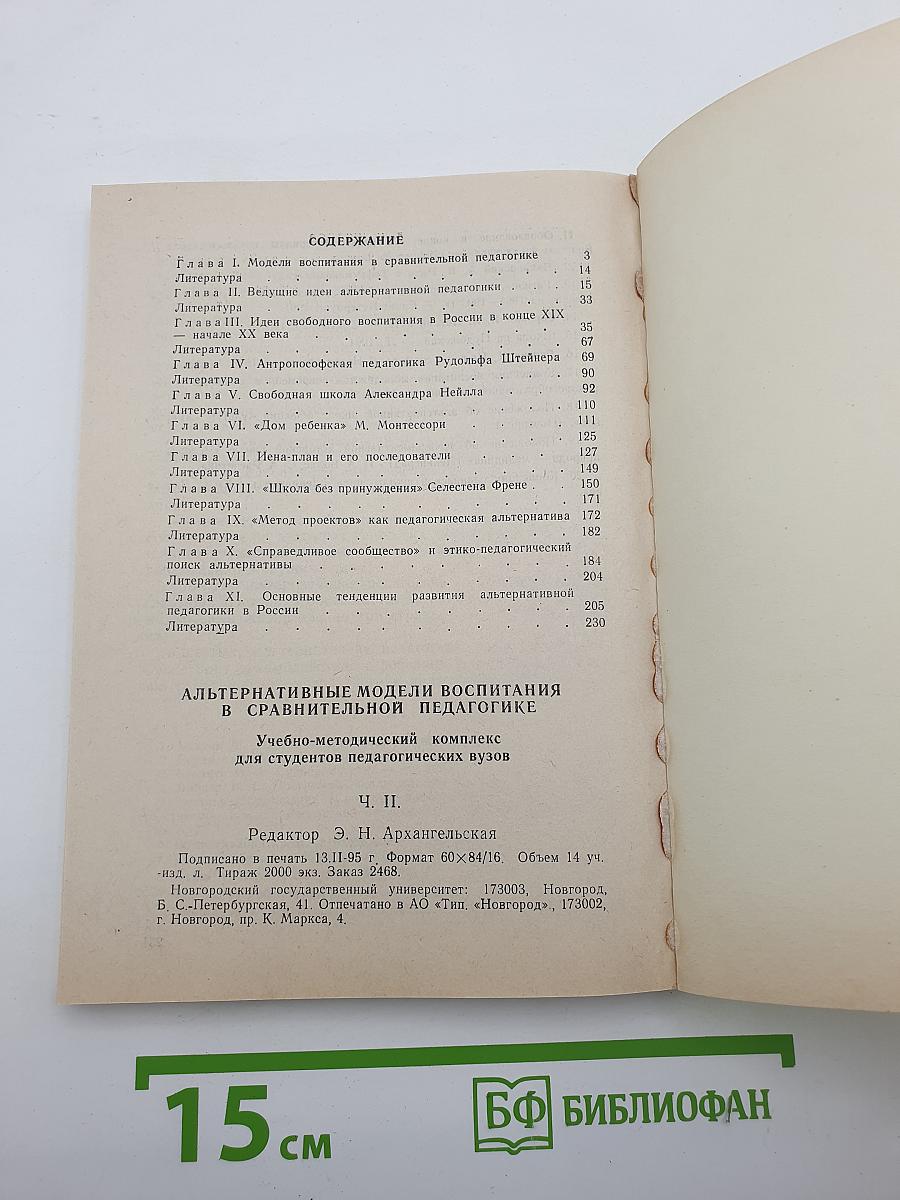 СОДЕРЖАНИЕ
Глава I. Модели воспитания в сравнительной педагогике 3
Литература . . . . . . . . . . 14
Глава II. Ведущие идеи альтернативной педагогики . . . 15
Литература . . . . . . . . . . 33
Глава III. Идеи свободного воспитания в России в конце XIX
— начале XX века . . . . . . . . 35
Литература . . . . . . . . . . 67
Глава IV. Антропософская педагогика Рудольфа Штейнера 69
Литература . . . . . . . . . . 90
Глава V. Свободная школа Александра Нейлла . . 92
Литература . . . . . . . . . . 110
Глава VI. «Дом ребенка» М. Монтессори . . . . 111
Литература . . . . . . . . . . 125
Глава VII. Иена-план и его последователи . . . . 127
Литература . . . . . . . . . . 149
Глава VIII. «Школа без принуждения» Селестена Френе . . 150
Литература . . . . . . . . . . 171
Глава IX. «Метод проектов» как педагогическая альтернатива 172
Литература . . . . . . . . . . 182
Глава X. «Справедливое сообщество» и этико-педагогический
поиск альтернативы . . . . . . . . 184
Литература . . . . . . . . . . 204
Глава XI. Основные тенденции развития альтернативной
педагогики в России . . . . . . . . 205
Литература . . . . . . . . . . 230
АЛЬТЕРНАТИВНЫЕ МОДЕЛИ ВОСПИТАНИЯ
В СРАВНИТЕЛЬНОЙ ПЕДАГОГИКЕ
Учебно-методический комплекс
для студентов педагогических вузов
Ч. II.
Редактор Э. Н. Архангельская
Подписано в печать 13.II-95 г. Формат 60×84/16. Объем 14 уч.
-изд. л. Тираж 2000 экз. Заказ 2468.
Новгородский государственный университет: 173003, Новгород,
Б. С.-Петербургская, 41. Отпечатано в АО «Тип. «Новгород»., 173002,
г. Новгород, пр. К. Маркса, 4.
15 см
БФ БИБЛИОФАН